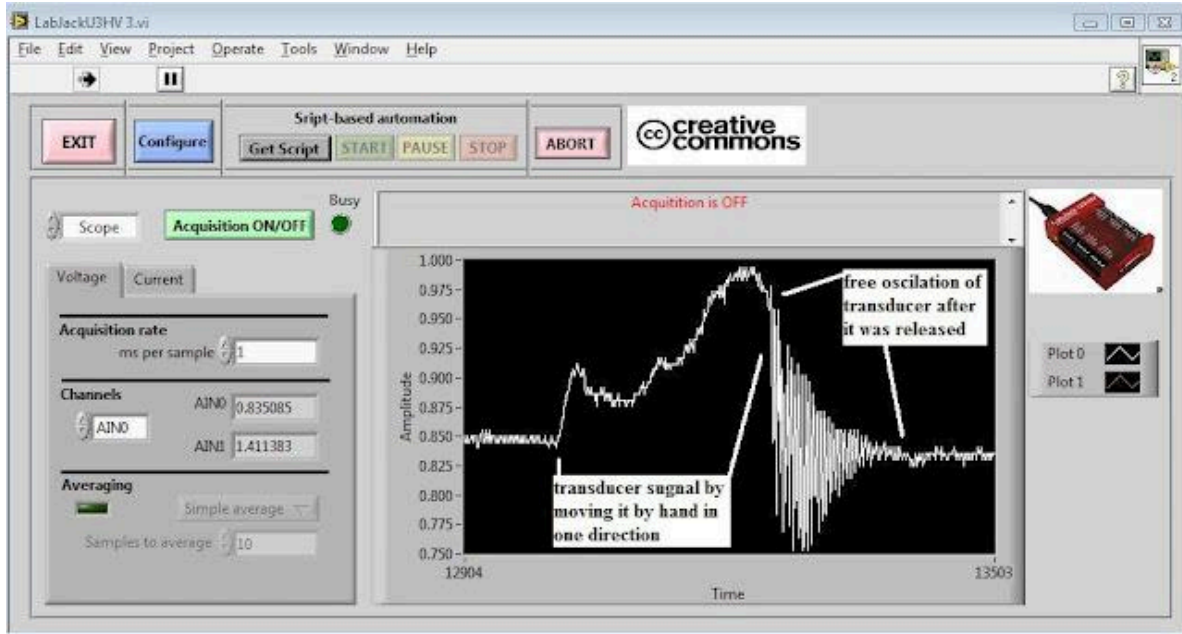 LabJackU3HV 3.vi
File Edit View Project Operate Tools Window Help
2
EXIT
Configure
Sript-based automation
Get Script START PAUSE STOP
ABORT
cc creative
commons
Scope
Acquisition ON/OFF
Busy
Acquitition is OFF
Voltage Current
Acquisition rate
ms per sample 1
Channels
AIN0
AIN0 0.835085
AIN1 1.411383
Averaging
Simple average
Samples to average 10
Amplitude
1.000
0.975
0.950
0.925
0.900
0.875
0.850
0.825
0.800
0.775
0.750
12904
13503
Time
free oscilation of
transducer after
it was released
transducer sugnal by
moving it by hand in
one direction
Plot 0
Plot 1